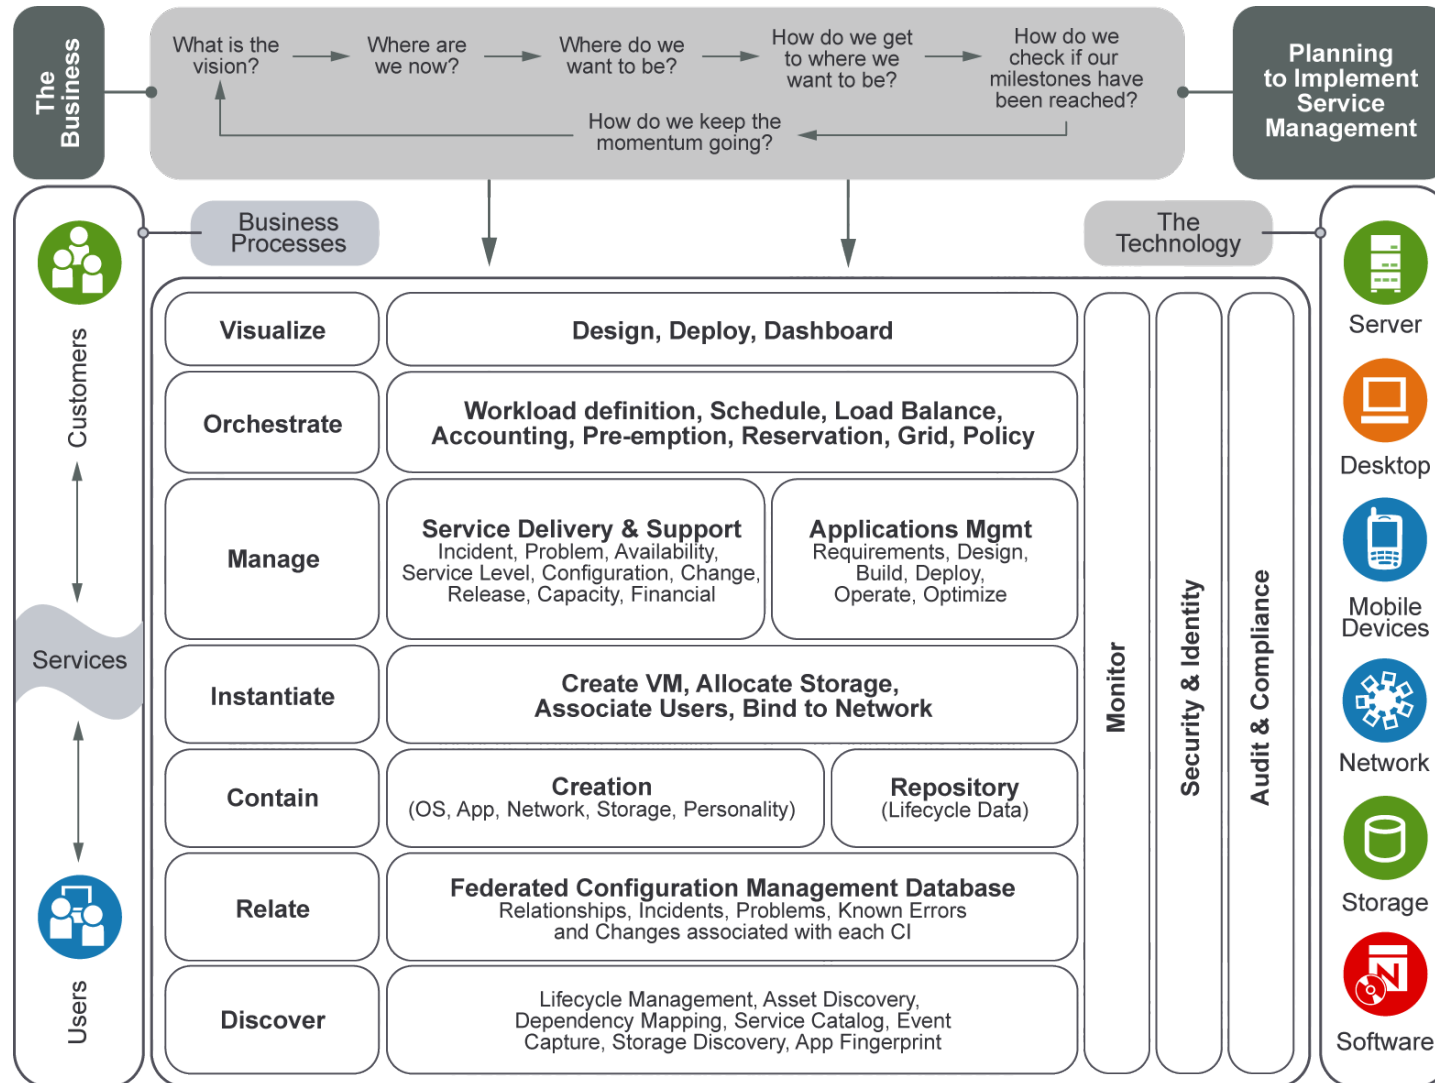 The
Business
What is the
vision?
Where are
we now?
Where do we
want to be?
How do we get
to where we
want to be?
How do we
check if our
milestones have
been reached?
How do we keep the
momentum going?
Planning
to Implement
Service
Management
Business
Processes
The
Technology
Customers
Services
Users
Visualize
Design, Deploy, Dashboard
Orchestrate
Workload definition, Schedule, Load Balance,
Accounting, Pre-emption, Reservation, Grid, Policy
Manage
Service Delivery & Support
Incident, Problem, Availability,
Service Level, Configuration, Change,
Release, Capacity, Financial
Applications Mgmt
Requirements, Design,
Build, Deploy,
Operate, Optimize
Instantiate
Create VM, Allocate Storage,
Associate Users, Bind to Network
Contain
Creation
(OS, App, Network, Storage, Personality)
Repository
(Lifecycle Data)
Relate
Federated Configuration Management Database
Relationships, Incidents, Problems, Known Errors
and Changes associated with each CI
Discover
Lifecycle Management, Asset Discovery,
Dependency Mapping, Service Catalog, Event
Capture, Storage Discovery, App Fingerprint
Monitor
Security & Identity
Audit & Compliance
Server
Desktop
Mobile
Devices
Network
Storage
N
Software